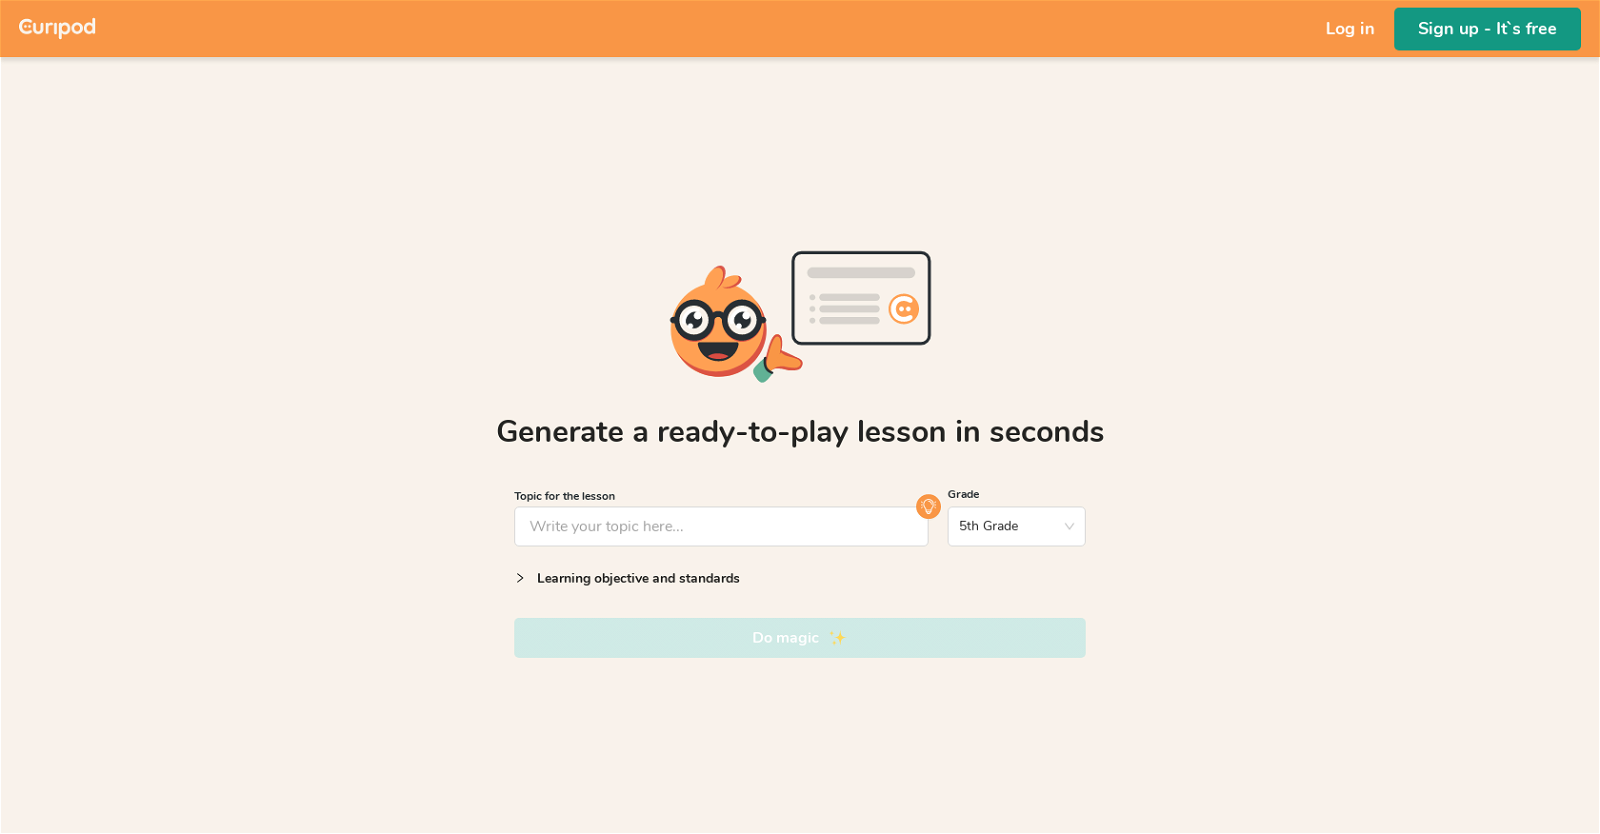 Curipod
Log in
Sign up - It`s free
Generate a ready-to-play lesson in seconds
Topic for the lesson
Grade
Write your topic here...
5th Grade
Learning objective and standards
Do magic ✨